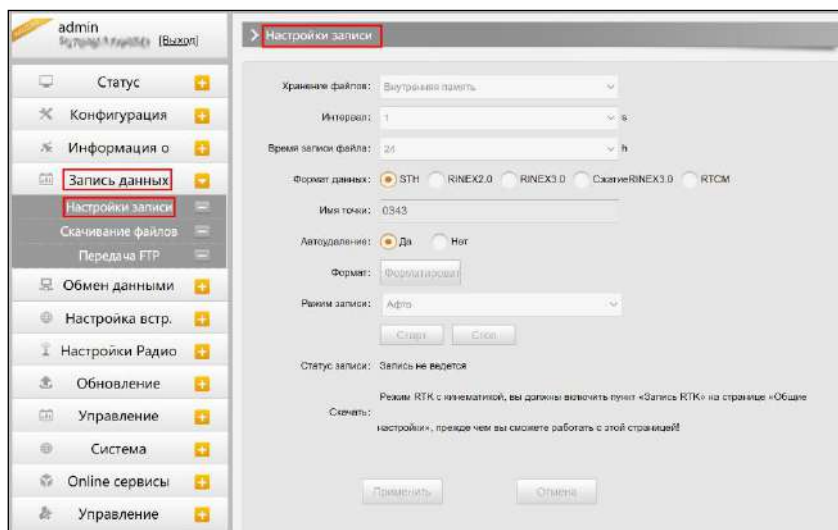 admin
[Выход]
Настройки записи
Статус
Конфигурация
Информация о
Запись данных
Настройки записи
Скачивание файлов
Передача FTP
Обмен данными
Настройка встр.
Настройки Радио
Обновление
Управление
Система
Online сервисы
Управление
Хранение файлов: Внутренняя память
Интервал: 1 s
Время записи файла: 24 h
Формат данных: STH RINEX2.0 RINEX3.0 СжатиеRINEX3.0 RTCM
Имя точки: 0343
Автоудаление: Да Нет
Формат: Форматироват
Режим записи: Афто
Старт Стоп
Статус записи: Запись не ведется
Режим RTK с кинематикой, вы должны включить пункт «Запись RTK» на странице «Общие
Скачать:
настройки», прежде чем вы сможете работать с этой страницей!
Применить Отмена